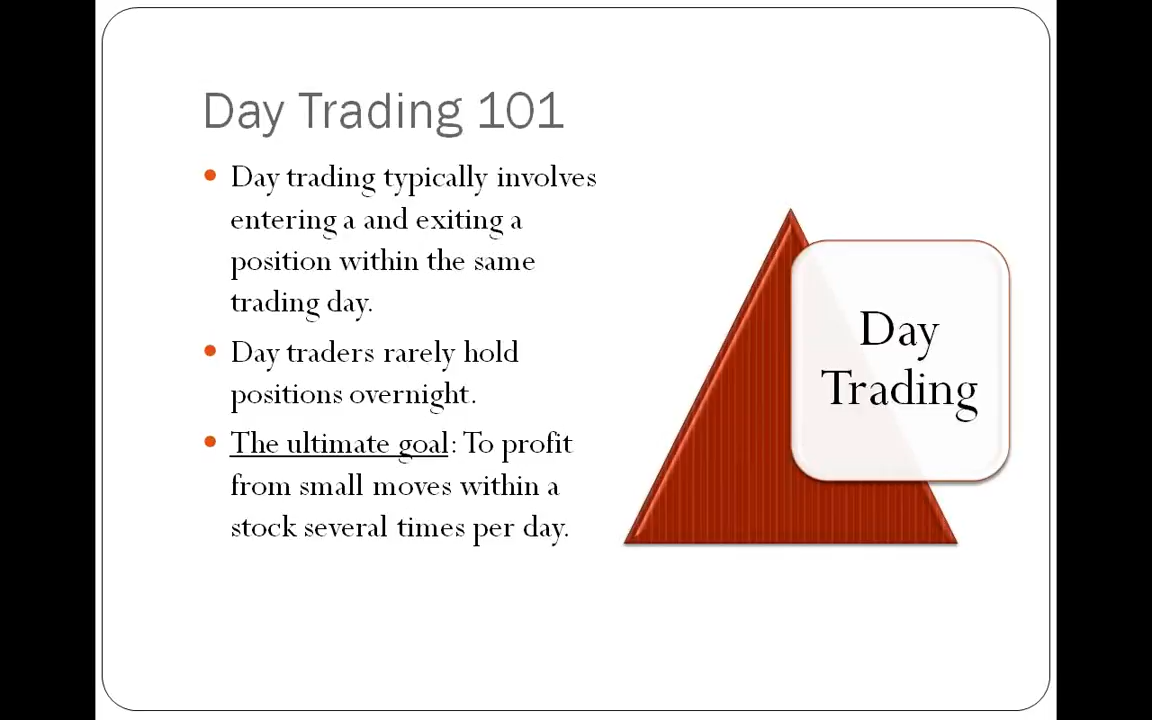 Day Trading 101
• Day trading typically involves
entering a and exiting a
position within the same
trading day.
• Day traders rarely hold
positions overnight.
• The ultimate goal: To profit
from small moves within a
stock several times per day.
Day
Trading